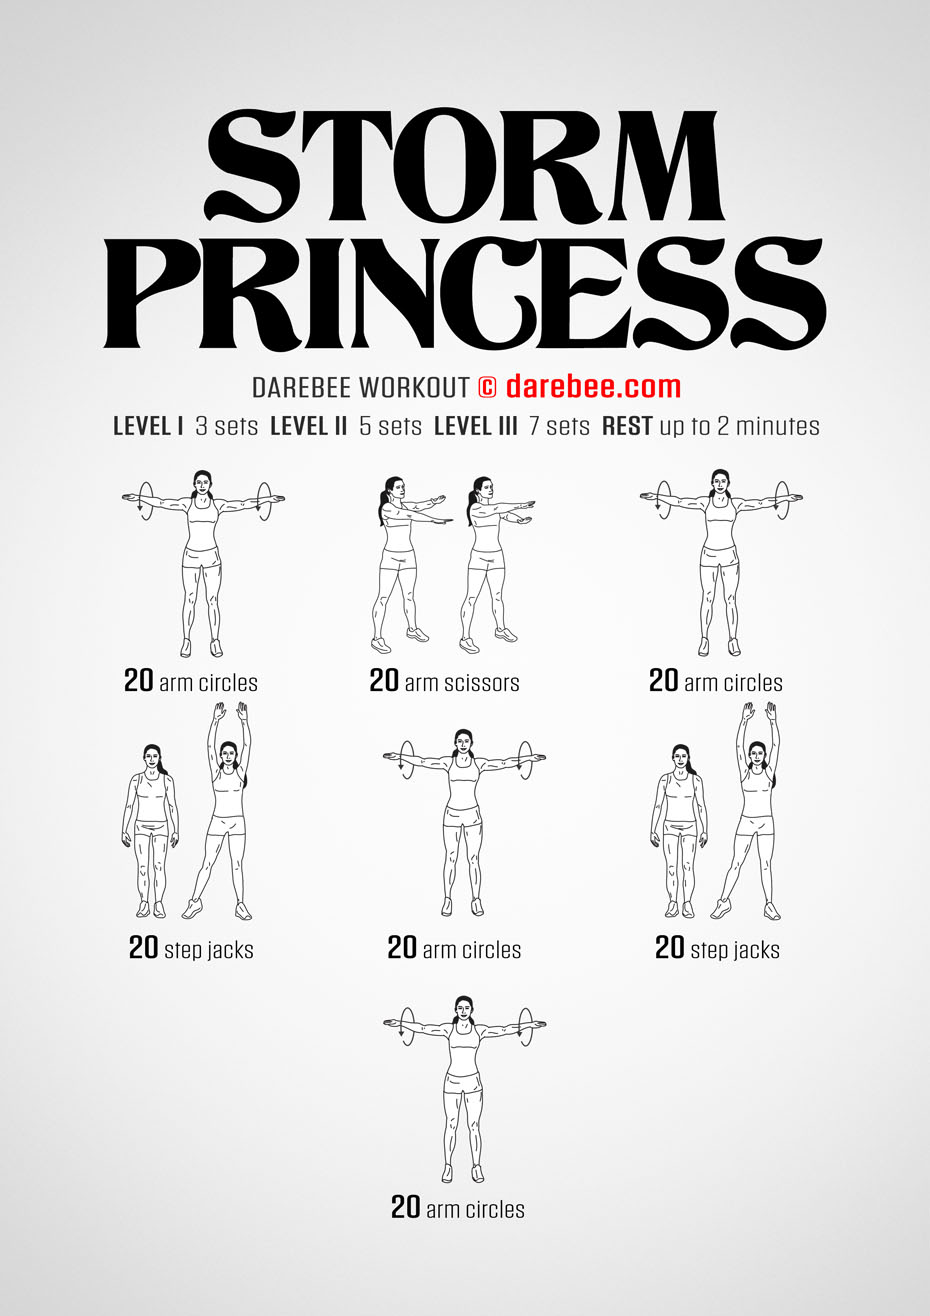 STORM
PRINCESS
DAREBEE WORKOUT © darebee.com
LEVEL I 3 sets LEVEL II 5 sets LEVEL III 7 sets REST up to 2 minutes
20 arm circles
20 arm scissors
20 arm circles
20 step jacks
20 arm circles
20 step jacks
20 arm circles